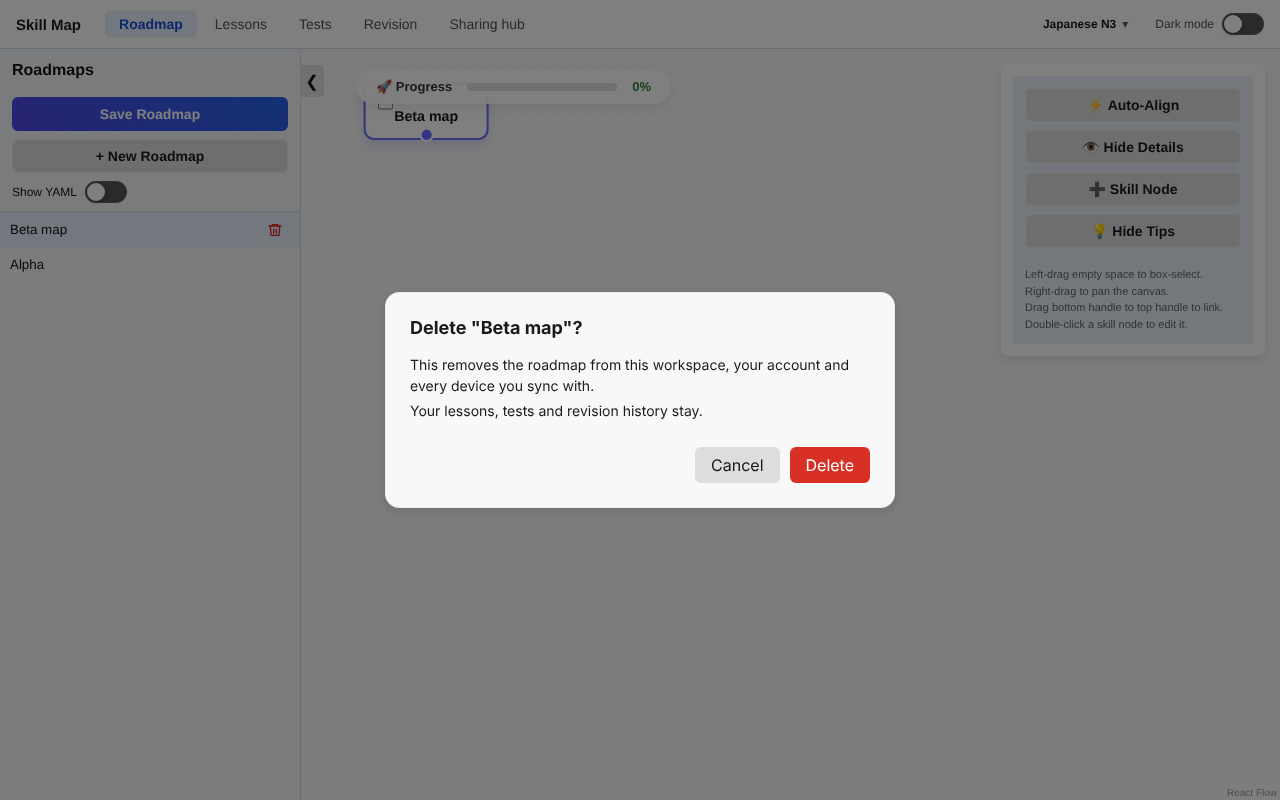 Skill Map
Roadmap
Lessons
Tests
Revision
Sharing hub
Japanese N3 ▼
Dark mode
Roadmaps
Save Roadmap
+ New Roadmap
Show YAML
Beta map
Alpha
❮
🚀 Progress
0%
Beta map
⚡ Auto-Align
👁️ Hide Details
➕ Skill Node
💡 Hide Tips
Left-drag empty space to box-select.
Right-drag to pan the canvas.
Drag bottom handle to top handle to link.
Double-click a skill node to edit it.
Delete "Beta map"?
This removes the roadmap from this workspace, your account and
every device you sync with.
Your lessons, tests and revision history stay.
Cancel
Delete
React Flow